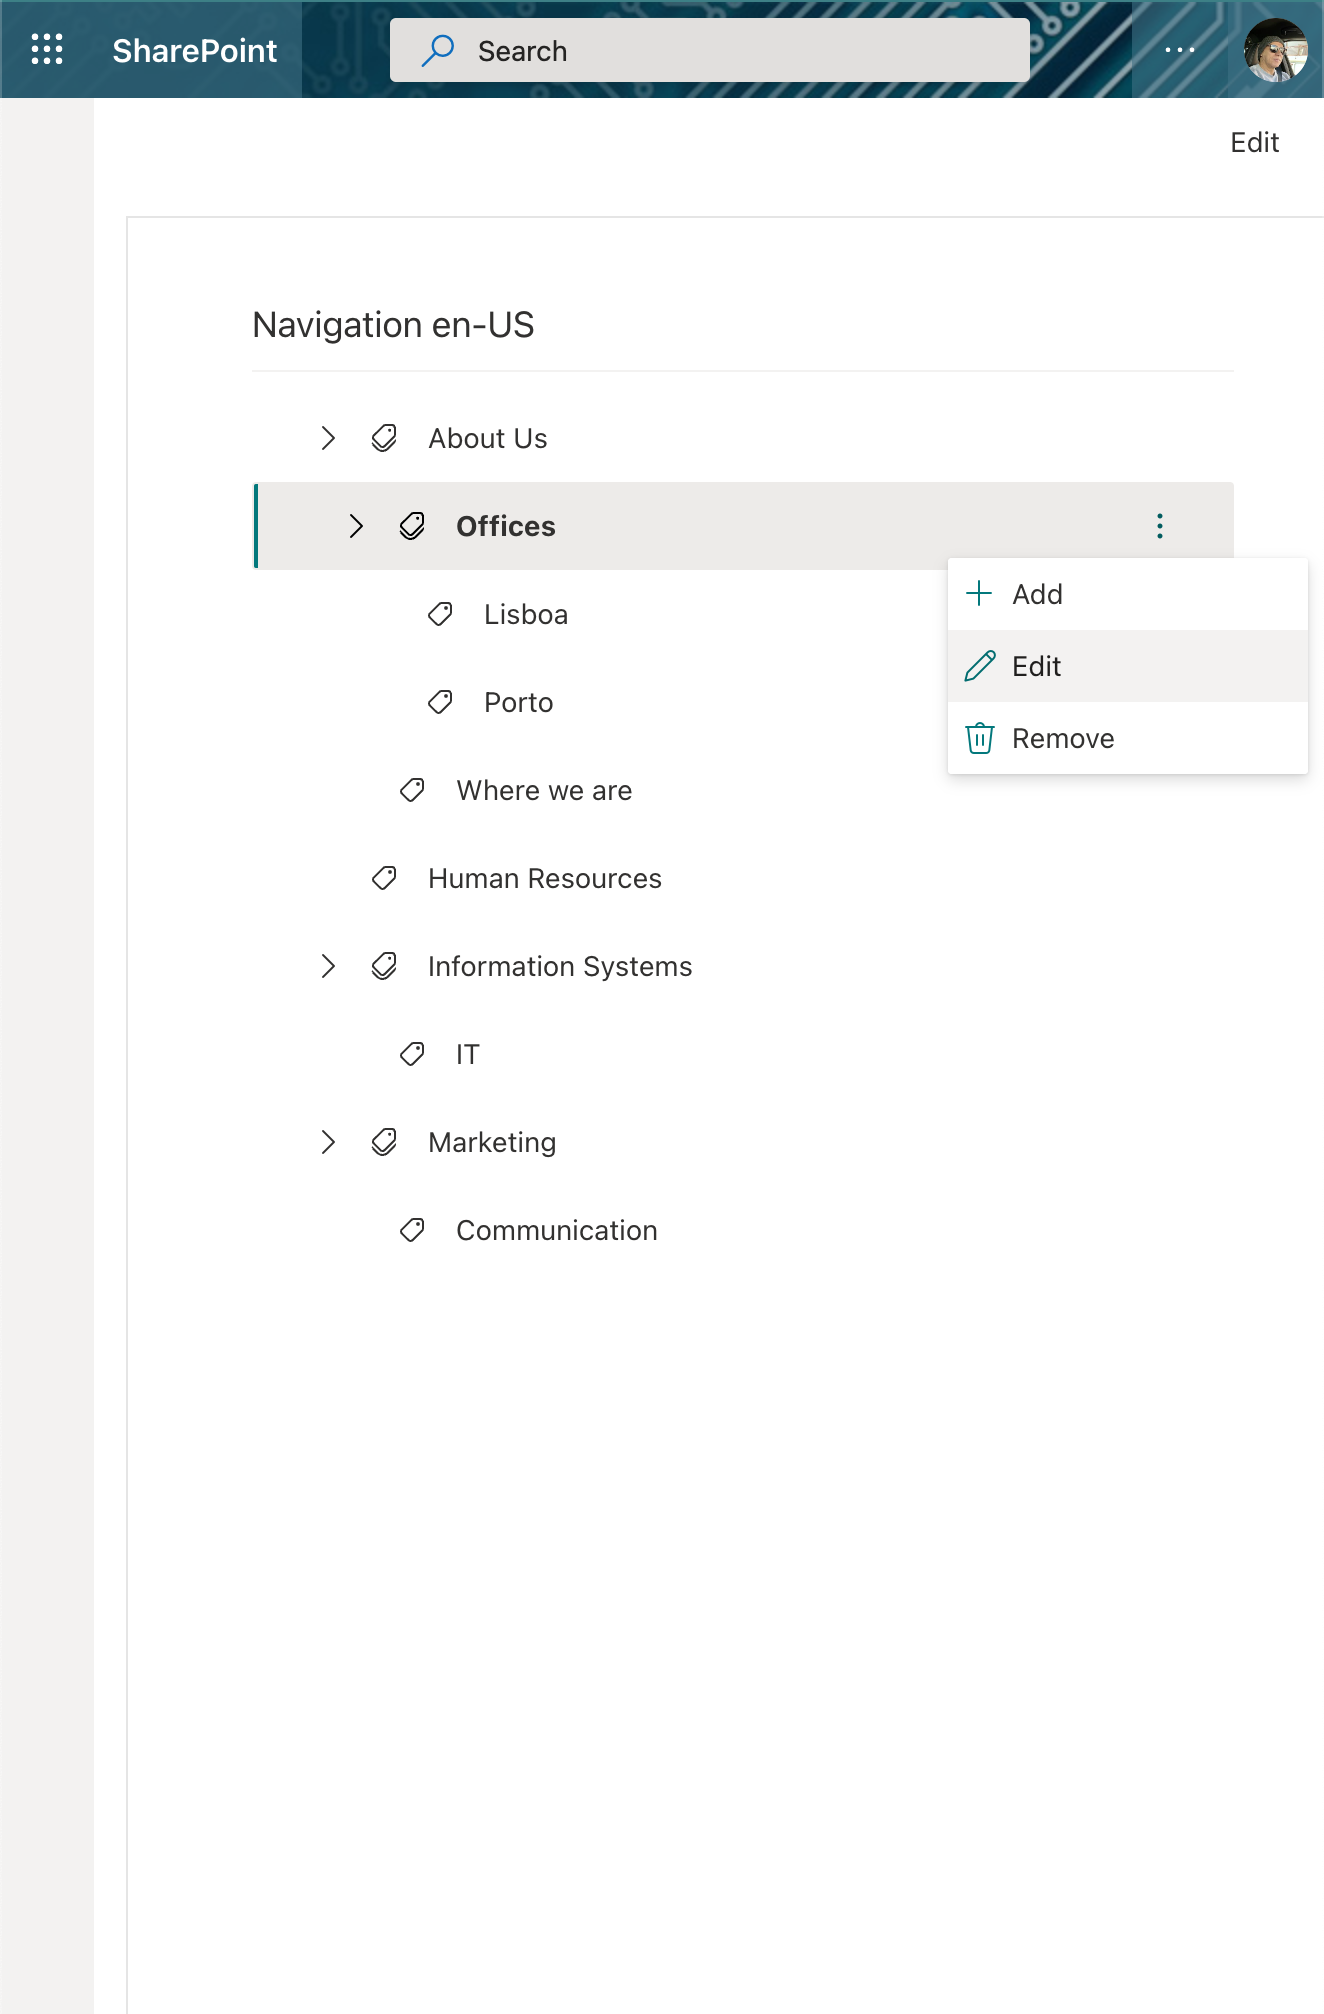 SharePoint
Search
Edit
Navigation en-US
About Us
Offices
Add
Lisboa
Edit
Porto
Remove
Where we are
Human Resources
Information Systems
IT
Marketing
Communication